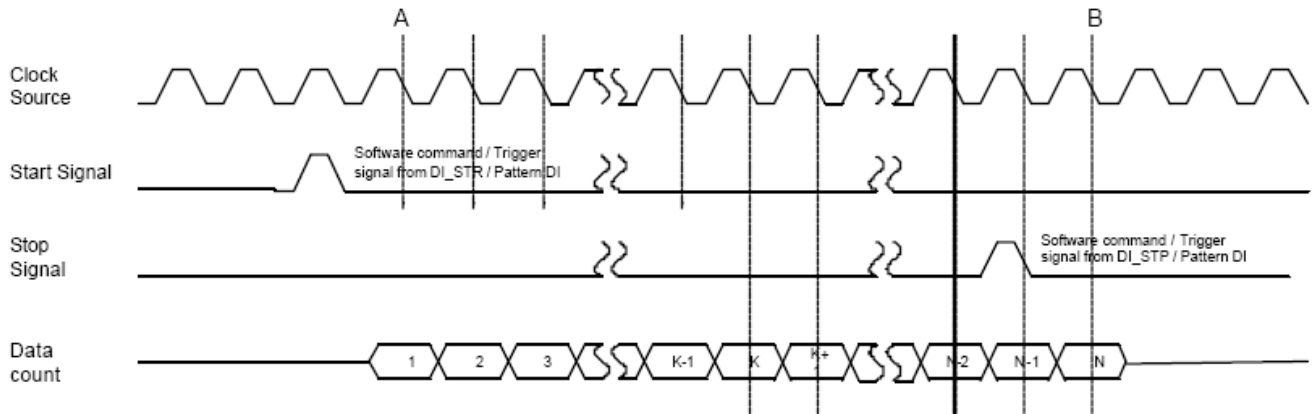 A
B
Clock
Source
Start Signal
Software command / Trigger
signal from DI_STR / Pattern DI
Stop
Signal
Software command / Trigger
signal from DI_STP / Pattern DI
Data
count
1 2 3 K-1 K K+ N-2 N-1 N